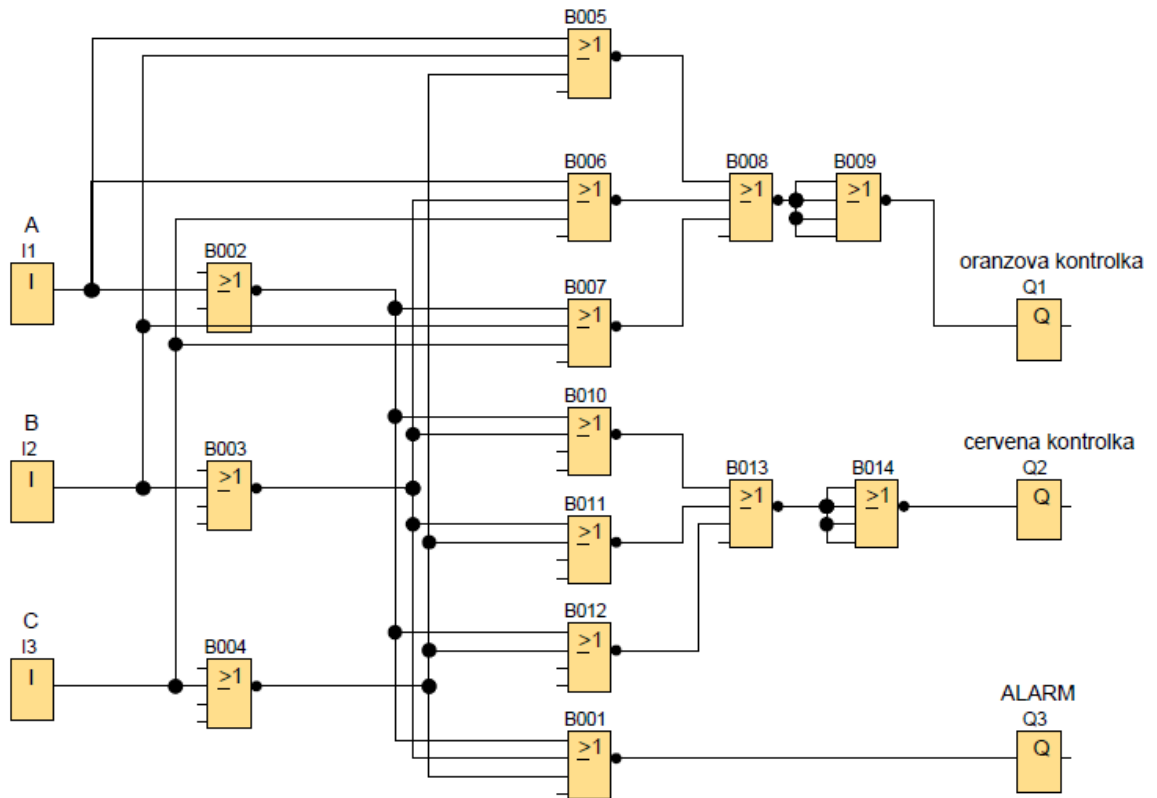 B005
≥1
B006
≥1
B008
≥1
B009
≥1
A
I1
I
B002
≥1
oranzova kontrolka
Q1
Q
B007
≥1
B010
≥1
B
I2
I
B003
≥1
cervena kontrolka
Q2
Q
B013
≥1
B014
≥1
B011
≥1
B012
≥1
C
I3
I
B004
≥1
ALARM
Q3
Q
B001
≥1